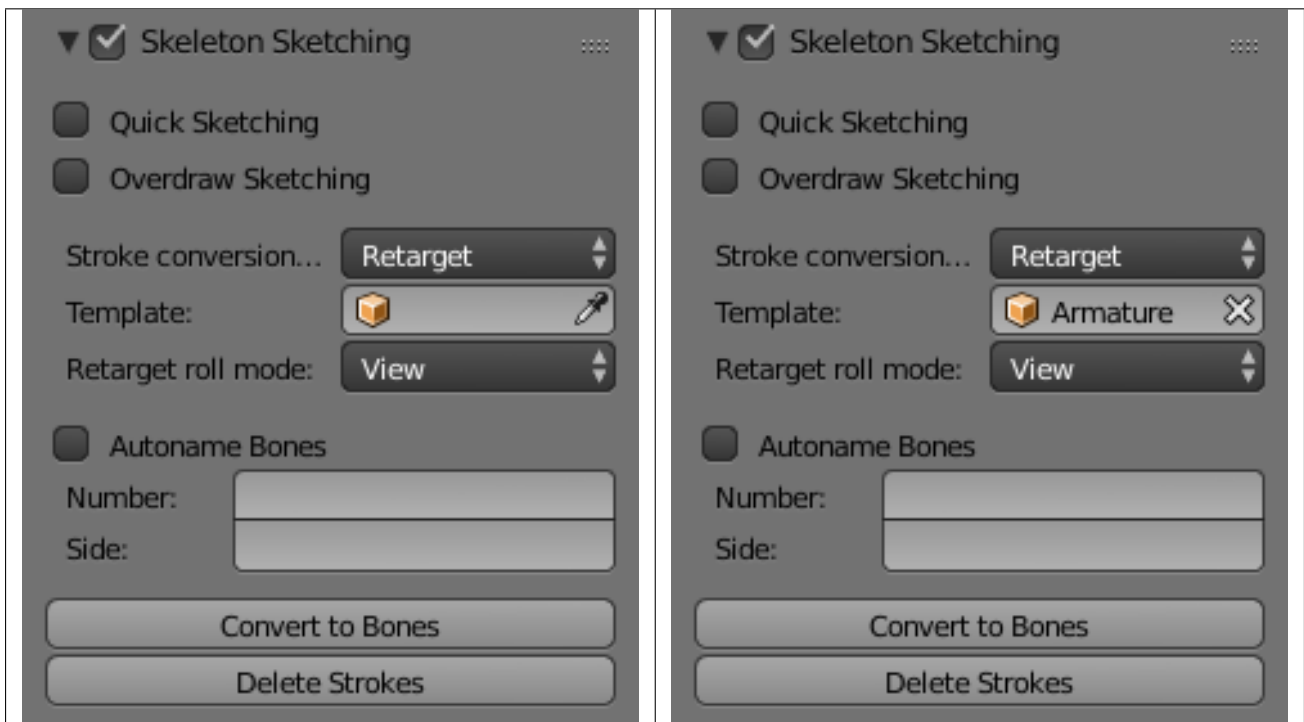 Skeleton Sketching
Quick Sketching
Overdraw Sketching
Stroke conversion... Retarget
Template:
Retarget roll mode: View
Autoname Bones
Number:
Side:
Convert to Bones
Delete Strokes
Skeleton Sketching
Quick Sketching
Overdraw Sketching
Stroke conversion... Retarget
Template: Armature
Retarget roll mode: View
Autoname Bones
Number:
Side:
Convert to Bones
Delete Strokes